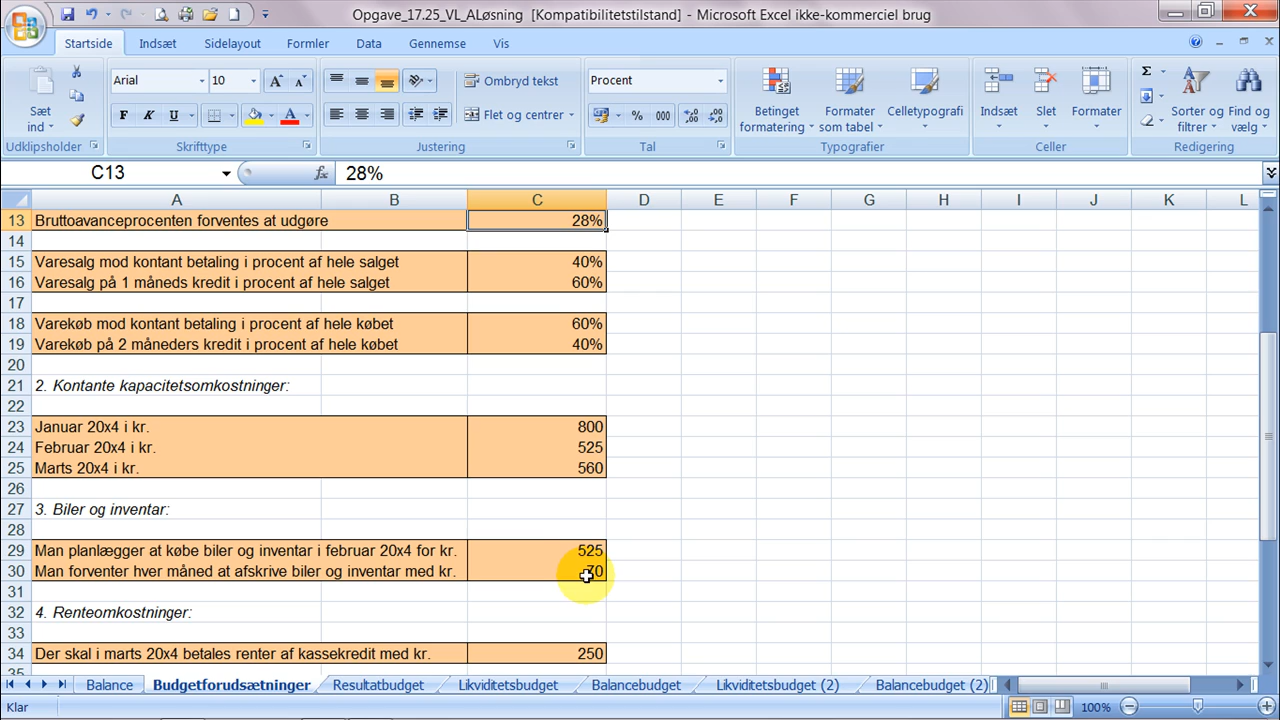 Opgave_17.25_Vt_ALøsning [Kompatibilitetstilstand] - Microsoft Excel ikke-kommerciel brug
Startside Indsæt Sidelayout Formler Data Gennemse Vis
Sæt ind
Arial 10
F K U A
Ombryd tekst
Flet og centrer
Procent
% 000
Betinget formatering
Formater som tabel
Celletypografi
Indsæt Slet Formater
Σ
Sorter og filtrer
Find og vælg
Udklipsholder Skrifttype Justering Tal Typografier Celler Redigering
C13 fx 28%
A B C D E F G H I J K L
13 Bruttoavanceprocenten forventes at udgøre 28%
14
15 Varesalg mod kontant betaling i procent af hele salget 40%
16 Varesalg på 1 måneds kredit i procent af hele salget 60%
17
18 Varekøb mod kontant betaling i procent af hele købet 60%
19 Varekøb på 2 måneders kredit i procent af hele købet 40%
20
21 2. Kontante kapacitetsomkostninger:
22
23 Januar 20x4 i kr. 800
24 Februar 20x4 i kr. 525
25 Marts 20x4 i kr. 560
26
27 3. Biler og inventar:
28
29 Man planlægger at købe biler og inventar i februar 20x4 for kr. 525
30 Man forventer hver måned at afskrive biler og inventar med kr. 70
31
32 4. Renteomkostninger:
33
34 Der skal i marts 20x4 betales renter af kassekredit med kr. 250
35
Balance Budgetforudsætninger Resultatbudget Likviditetsbudget Balancebudget Likviditetsbudget (2) Balancebudget (2)
Klar 100%